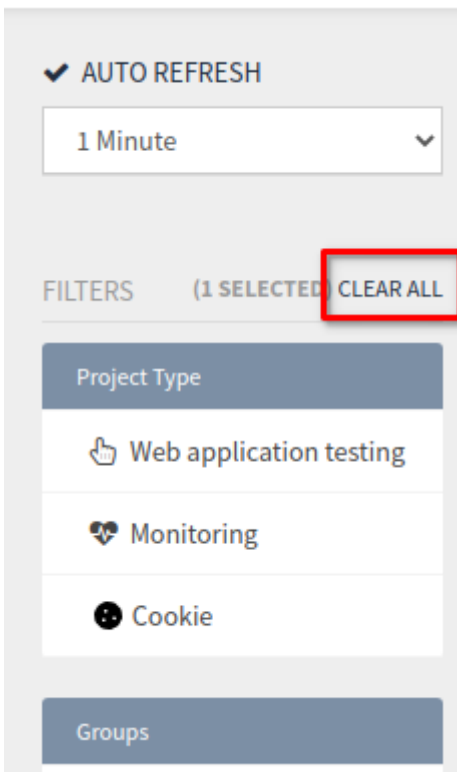 AUTO REFRESH
1 Minute
FILTERS (1 SELECTED) CLEAR ALL
Project Type
Web application testing
Monitoring
Cookie
Groups